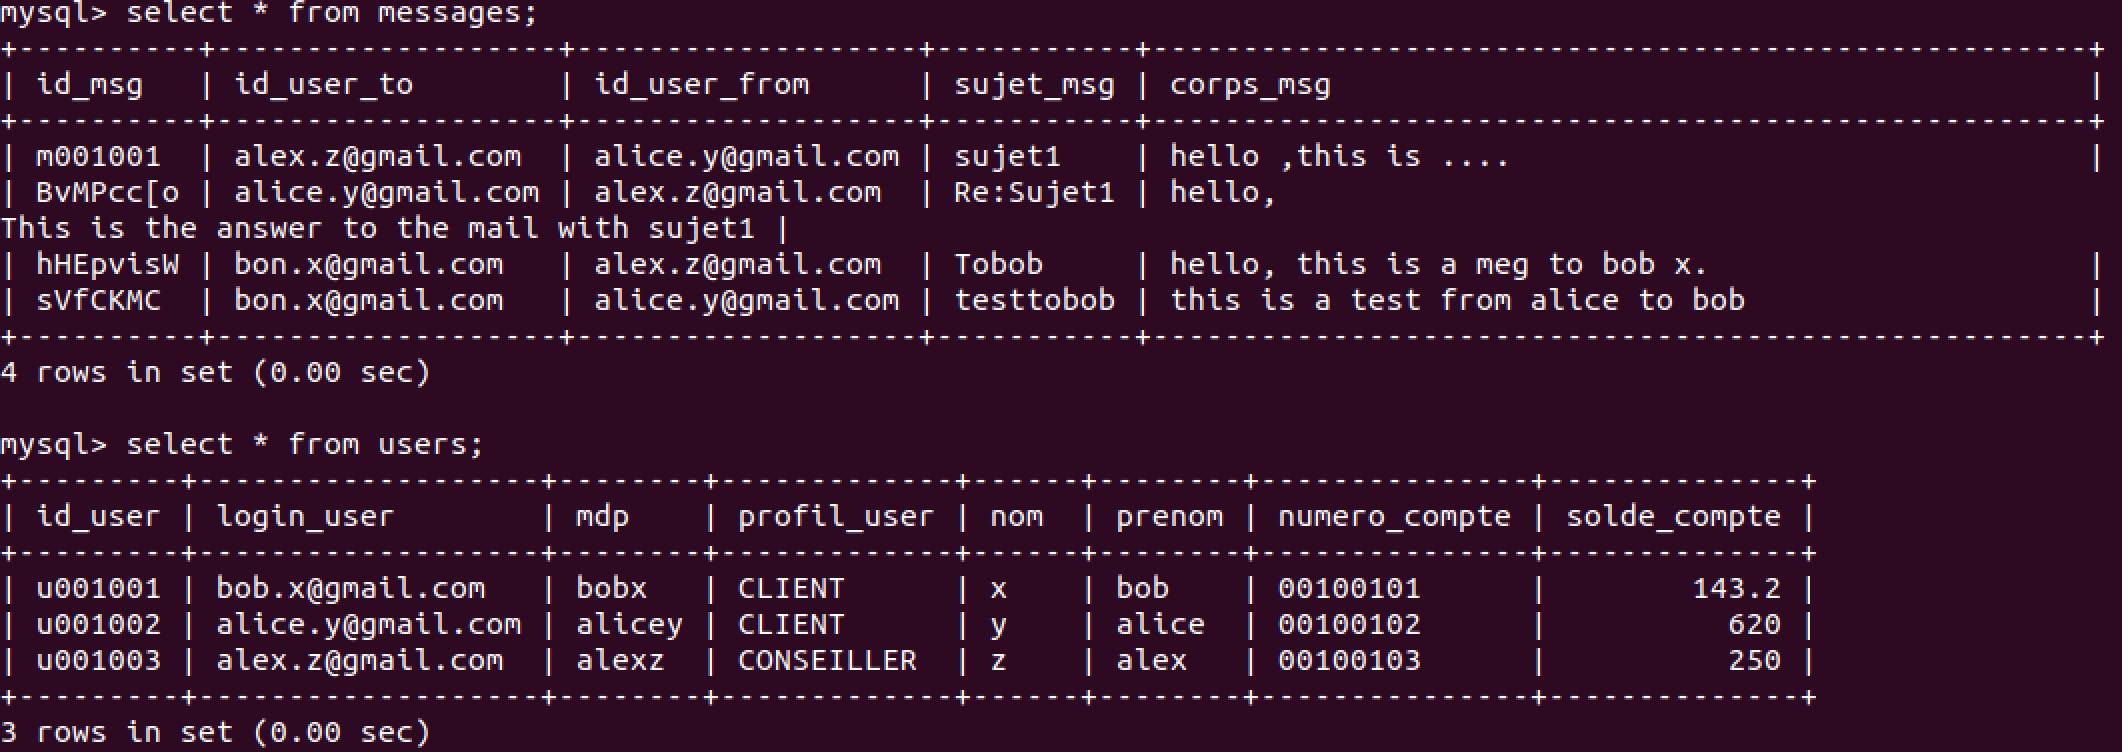 mysql> select * from messages;
+----------+-------------------+-------------------+-----------+----------------------------------------------------+
| id_msg   | id_user_to        | id_user_from      | sujet_msg | corps_msg                                          |
+----------+-------------------+-------------------+-----------+----------------------------------------------------+
| m001001  | alex.z@gmail.com  | alice.y@gmail.com | sujet1    | hello ,this is ....                                |
| BvMPcc[o | alice.y@gmail.com | alex.z@gmail.com  | Re:Sujet1 | hello,
This is the answer to the mail with sujet1 |
| hHEpvisW | bon.x@gmail.com   | alex.z@gmail.com  | Tobob     | hello, this is a meg to bob x.                     |
| sVfCKMC  | bon.x@gmail.com   | alice.y@gmail.com | testtobob | this is a test from alice to bob                   |
+----------+-------------------+-------------------+-----------+----------------------------------------------------+
4 rows in set (0.00 sec)

mysql> select * from users;
+---------+-------------------+--------+-------------+------+--------+---------------+--------------+
| id_user | login_user        | mdp    | profil_user | nom  | prenom | numero_compte | solde_compte |
+---------+-------------------+--------+-------------+------+--------+---------------+--------------+
| u001001 | bob.x@gmail.com   | bobx   | CLIENT      | x    | bob    | 00100101      |        143.2 |
| u001002 | alice.y@gmail.com | alicey | CLIENT      | y    | alice  | 00100102      |          620 |
| u001003 | alex.z@gmail.com  | alexz  | CONSEILLER  | z    | alex   | 00100103      |          250 |
+---------+-------------------+--------+-------------+------+--------+---------------+--------------+
3 rows in set (0.00 sec)